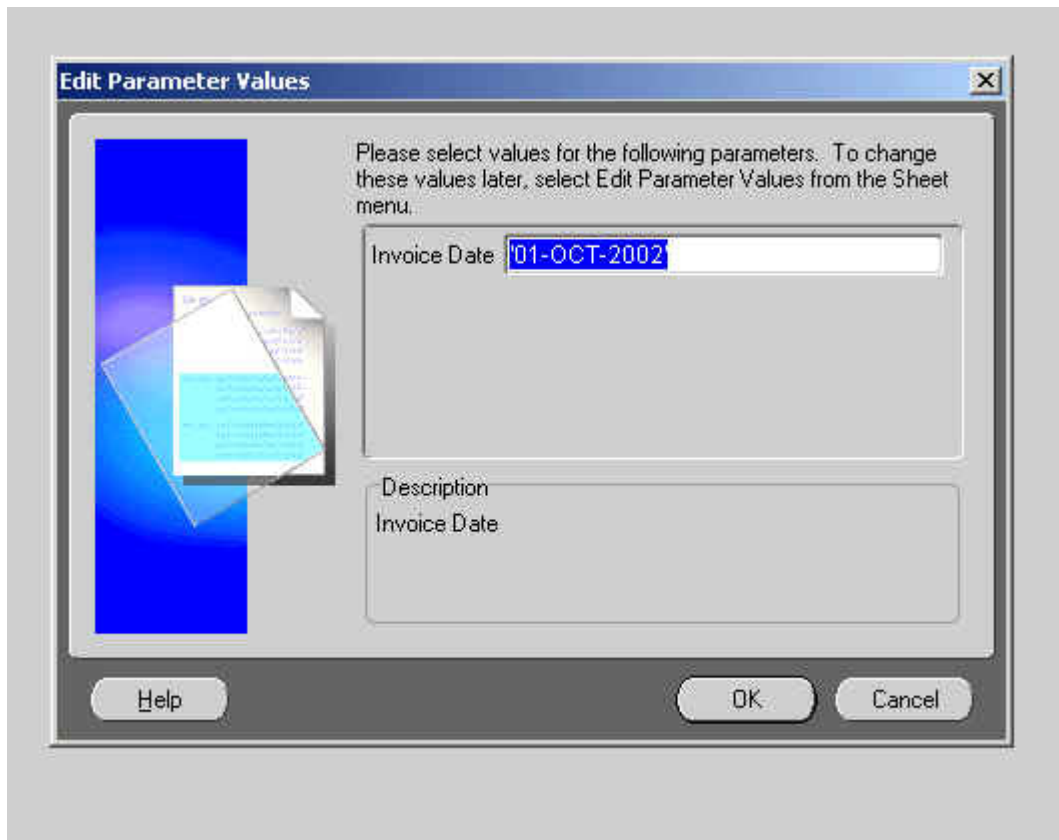 Edit Parameter Values
Please select values for the following parameters. To change
these values later, select Edit Parameter Values from the Sheet
menu.
Invoice Date '01-OCT-2002'
Description
Invoice Date
Help OK Cancel